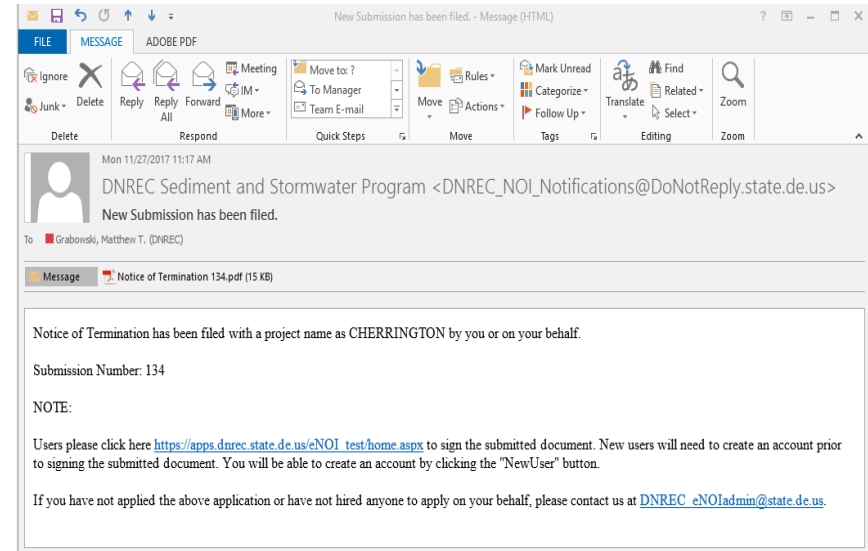 New Submission has been filed. - Message (HTML)
FILE MESSAGE ADOBE PDF
Ignore
Junk
Delete
Reply
Reply All
Forward
Meeting
IM
More
Move to: ?
To Manager
Team E-mail
Move
Rules
Actions
Mark Unread
Categorize
Follow Up
Translate
Find
Related
Select
Zoom
Delete Respond Quick Steps Move Tags Editing Zoom
Mon 11/27/2017 11:17 AM
DNREC Sediment and Stormwater Program <DNREC_NOI_Notifications@DoNotReply.state.de.us>
New Submission has been filed.
To Grabowski, Matthew T. (DNREC)
Message Notice of Termination 134.pdf (15 KB)
Notice of Termination has been filed with a project name as CHERRINGTON by you or on your behalf.
Submission Number: 134
NOTE:
Users please click here https://apps.dnrec.state.de.us/eNOI_test/home.aspx to sign the submitted document. New users will need to create an account prior
to signing the submitted document. You will be able to create an account by clicking the "NewUser" button.
If you have not applied the above application or have not hired anyone to apply on your behalf, please contact us at DNREC_eNOIadmin@state.de.us.